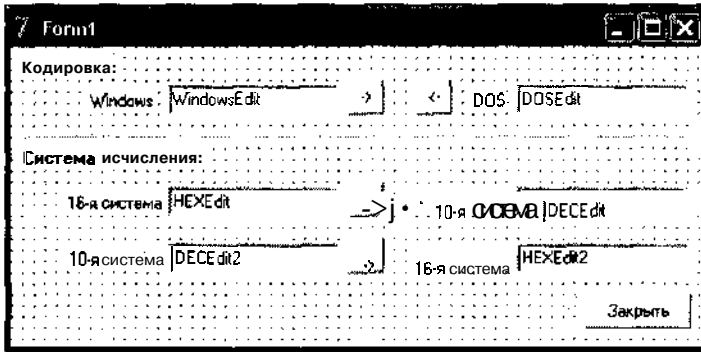 7 Form1
Кодировка:
Windows WindowsEdit -> <- DOS DOSEdit
Система исчисления:
16-я система HEXEdit -> 10-я система DECEdit
10-я система DECEdit2 16-я система HEXEdit2
Закрыть